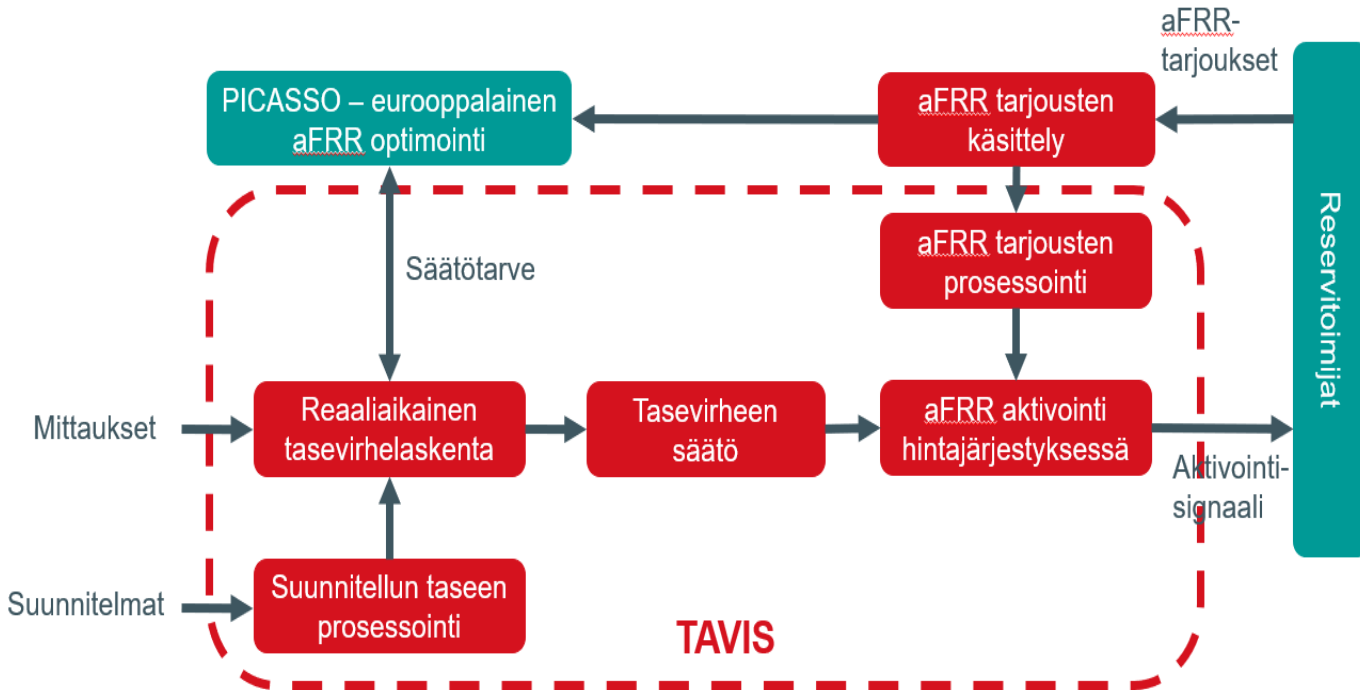 aFRR-
tarjoukset
PICASSO – eurooppalainen
aFRR optimointi
aFRR tarjousten
käsittely
Reservitoimijat
aFRR tarjousten
prosessointi
Säätötarve
Mittaukset
Reaaliaikainen
tasevirhelaskenta
Tasevirheen
säätö
aFRR aktivointi
hintajärjestyksessä
Aktivointi-
signaali
Suunnitelmat
Suunnitellun taseen
prosessointi
TAVIS